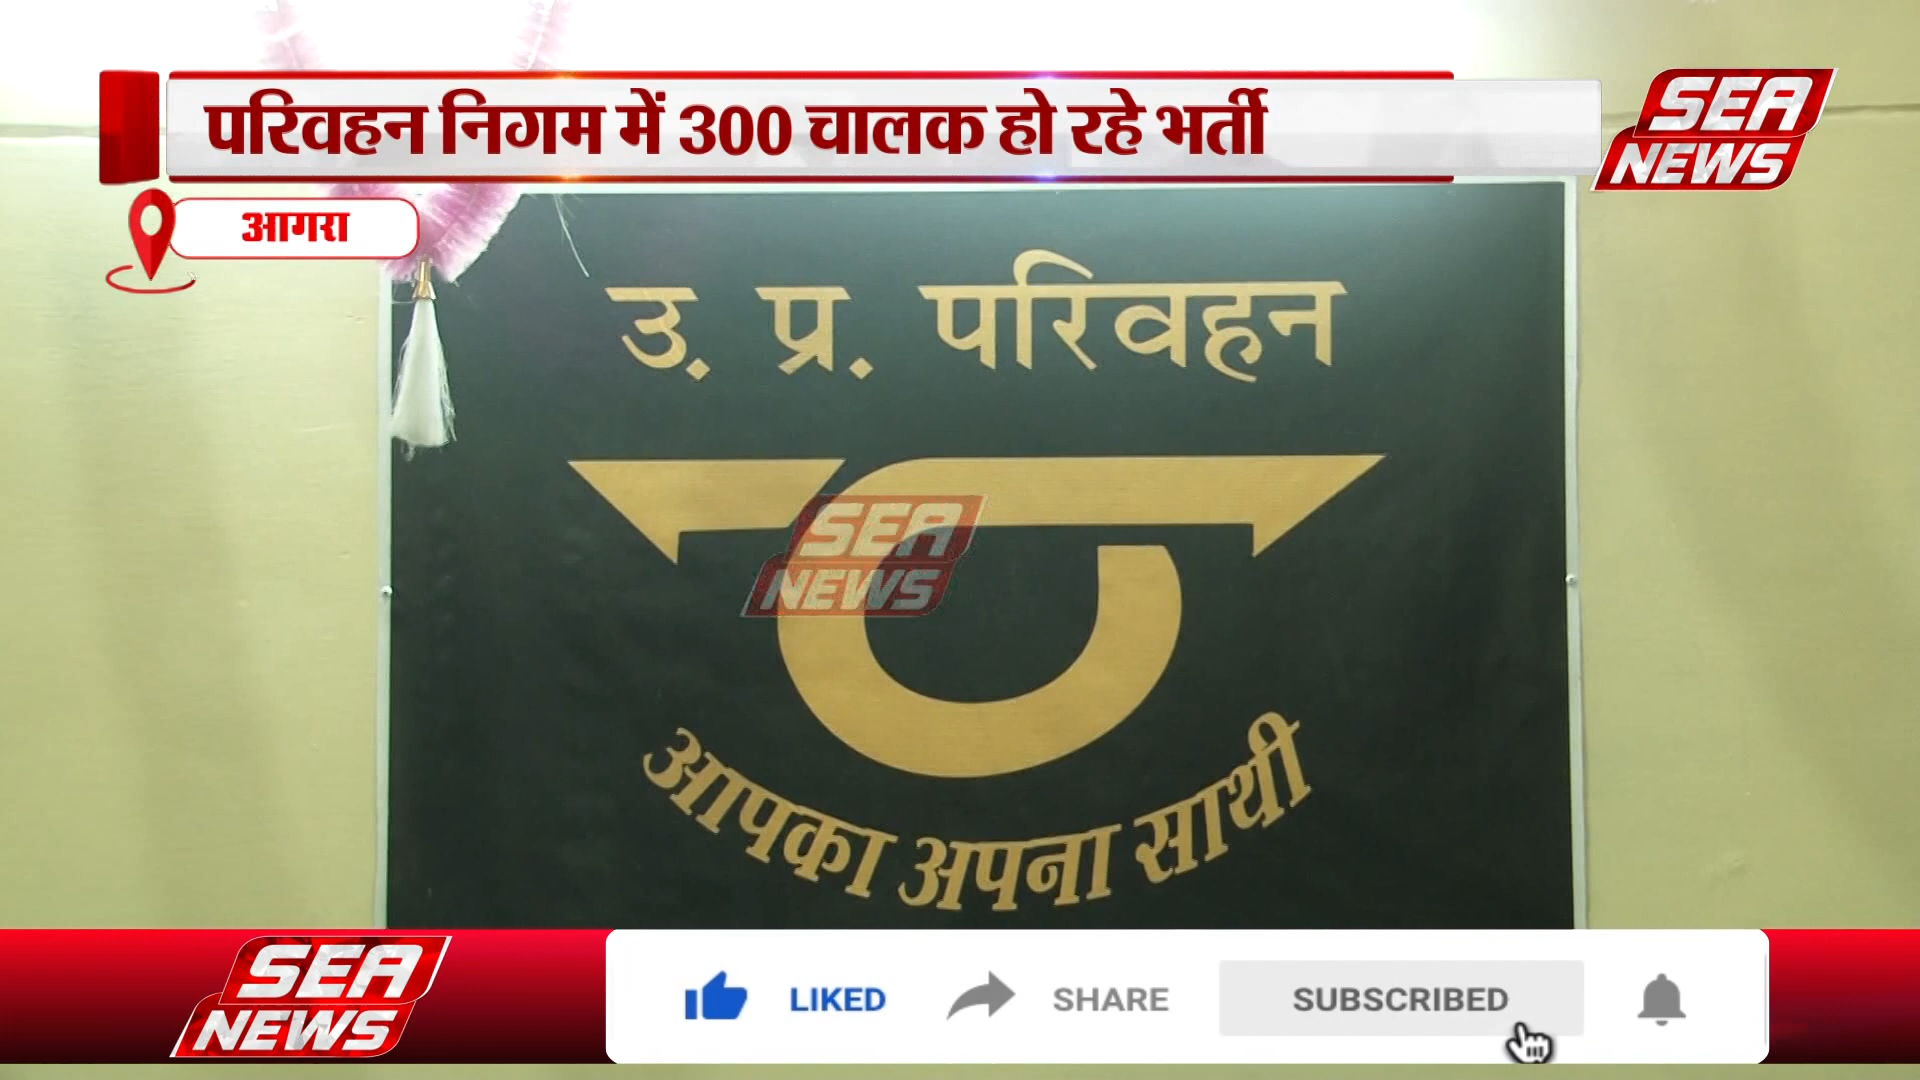 परिवहन निगम में 300 चालक हो रहे भर्ती
SEA
NEWS
आगरा
उ. प्र. परिवहन
SEA
NEWS
आपका अपना साथी
SEA
NEWS
LIKED
SHARE
SUBSCRIBED